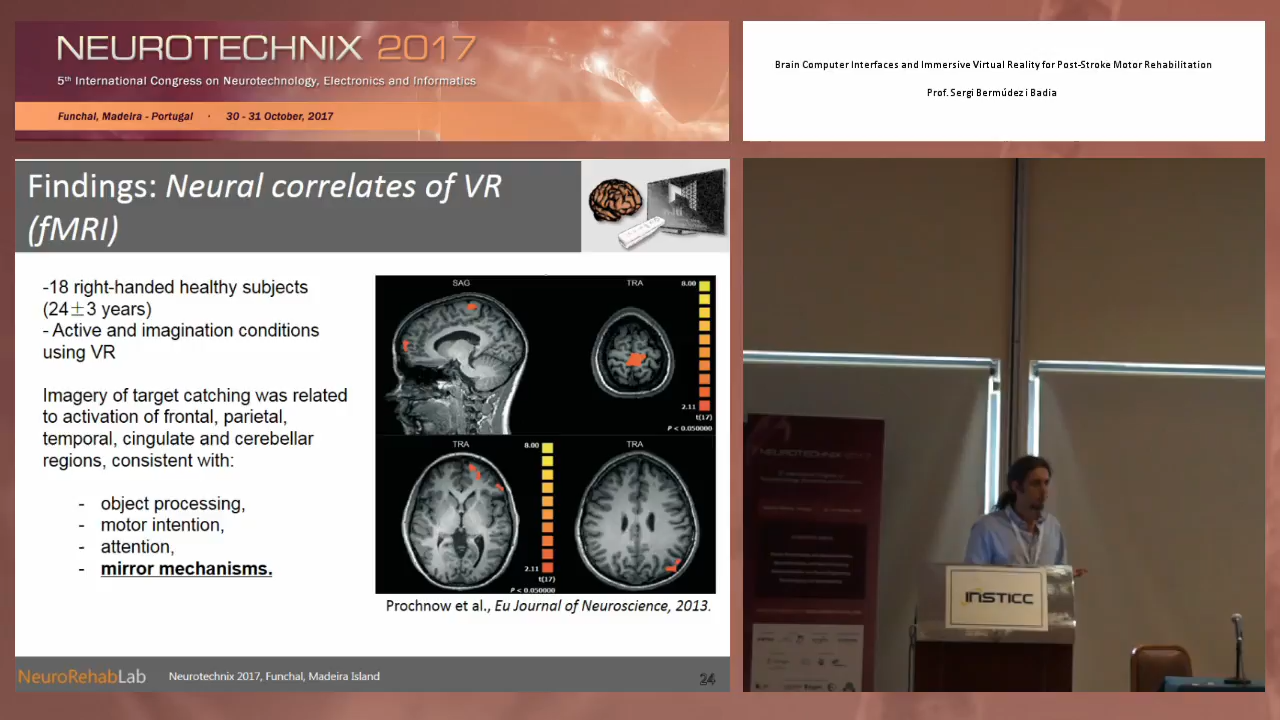 NEUROTECHNIX 2017
5th International Congress on Neurotechnology, Electronics and Informatics
Funchal, Madeira - Portugal · 30 - 31 October, 2017
Brain Computer Interfaces and Immersive Virtual Reality for Post-Stroke Motor Rehabilitation
Prof. Sergi Bermúdez i Badia
Findings: Neural correlates of VR
(fMRI)
-18 right-handed healthy subjects
(24±3 years)
- Active and imagination conditions
using VR
Imagery of target catching was related
to activation of frontal, parietal,
temporal, cingulate and cerebellar
regions, consistent with:
- object processing,
- motor intention,
- attention,
- mirror mechanisms.
SAG
TRA
8.00
2.11
t(17)
P < 0.050000
TRA
8.00
TRA
2.11
t(17)
P < 0.050000
Prochnow et al., Eu Journal of Neuroscience, 2013.
NeuroRehabLab
Neurotechnix 2017, Funchal, Madeira Island
24
NEUROTECHNIX 2017
INSTICC